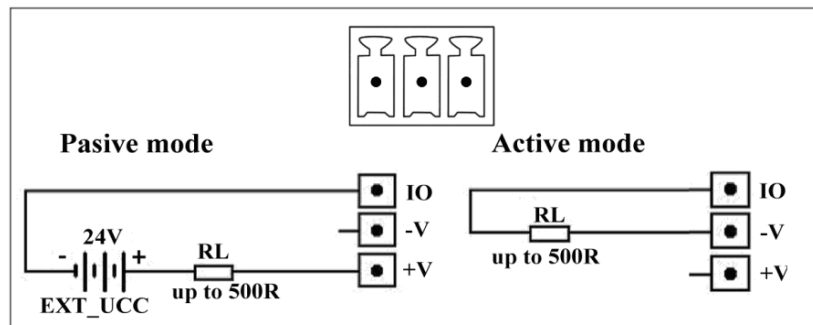 Pasive mode
IO
-V
+V
24V
- +
EXT_UCC
RL
up to 500R
Active mode
IO
-V
+V
RL
up to 500R